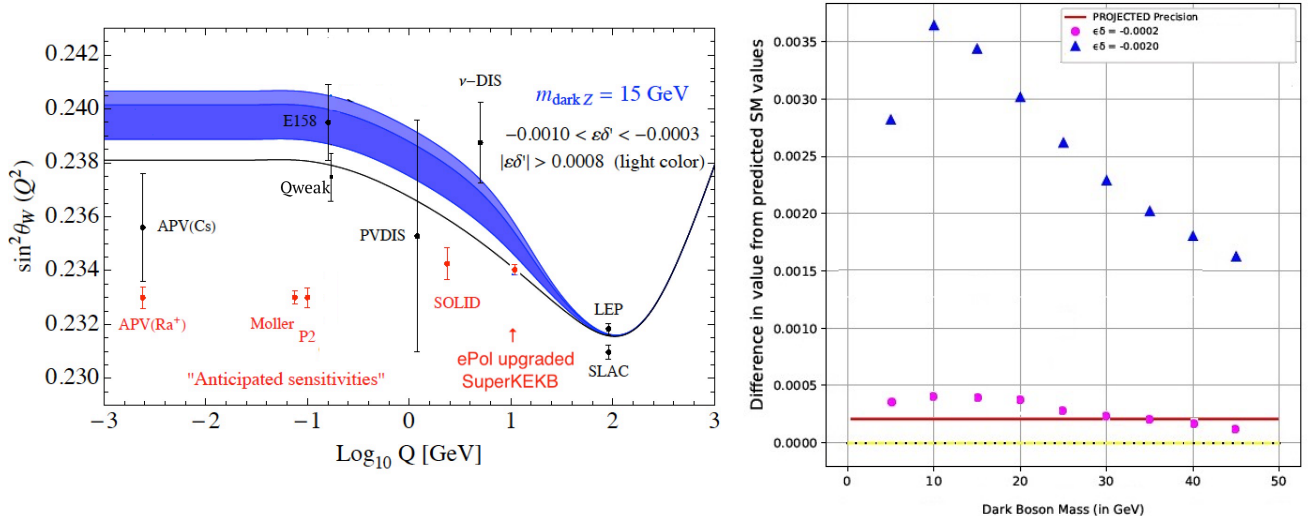 0.242
0.240
0.238
0.236
0.234
0.232
0.230
sin²θW (Q²)
−3
−2
−1
0
1
2
3
Log10 Q [GeV]
ν−DIS
mdark Z = 15 GeV
−0.0010 < εδ' < −0.0003
|εδ'| > 0.0008 (light color)
E158
Qweak
APV(Cs)
PVDIS
APV(Ra+)
Moller
P2
SOLID
LEP
SLAC
↑
ePol upgraded
SuperKEKB
"Anticipated sensitivities"
PROJECTED Precision
εδ = -0.0002
εδ = -0.0020
0.0035
0.0030
0.0025
0.0020
0.0015
0.0010
0.0005
0.0000
Difference in value from predicted SM values
0
10
20
30
40
50
Dark Boson Mass (in GeV)